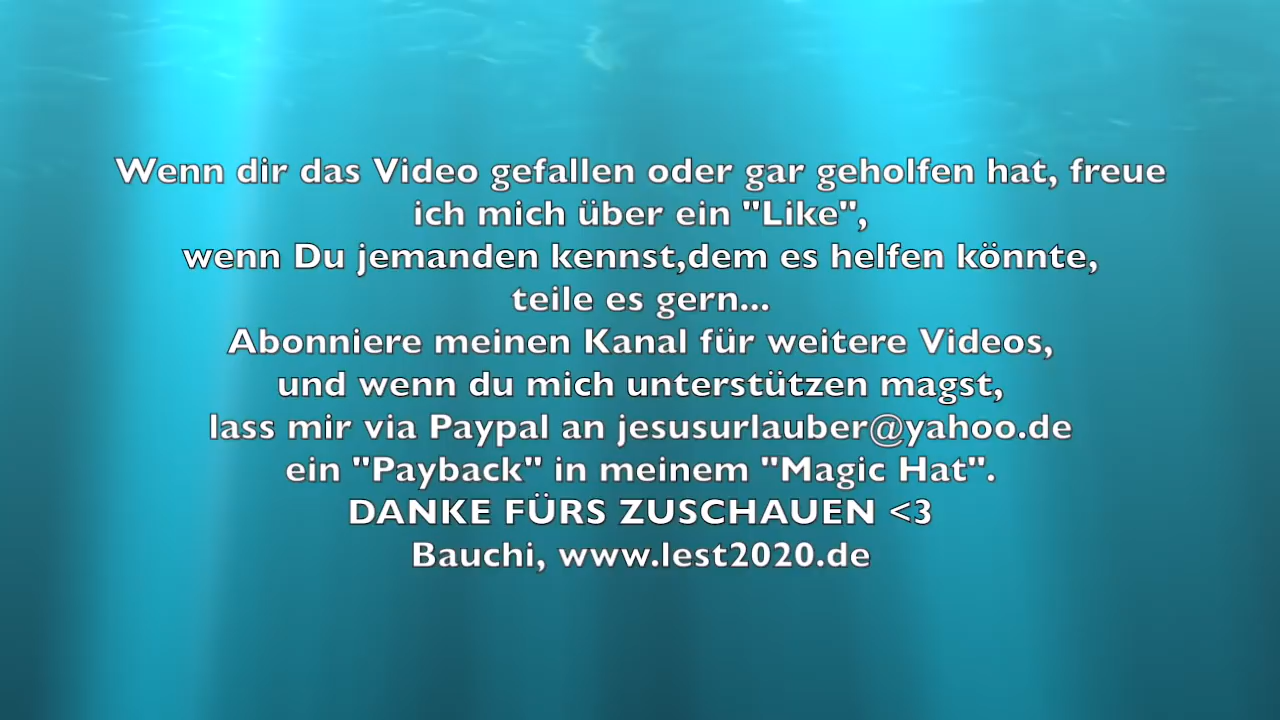 Wenn dir das Video gefallen oder gar geholfen hat, freue
ich mich über ein "Like",
wenn Du jemanden kennst,dem es helfen könnte,
teile es gern...
Abonniere meinen Kanal für weitere Videos,
und wenn du mich unterstützen magst,
lass mir via Paypal an jesusurlauber@yahoo.de
ein "Payback" in meinem "Magic Hat".
DANKE FÜRS ZUSCHAUEN <3
Bauchi, www.lest2020.de